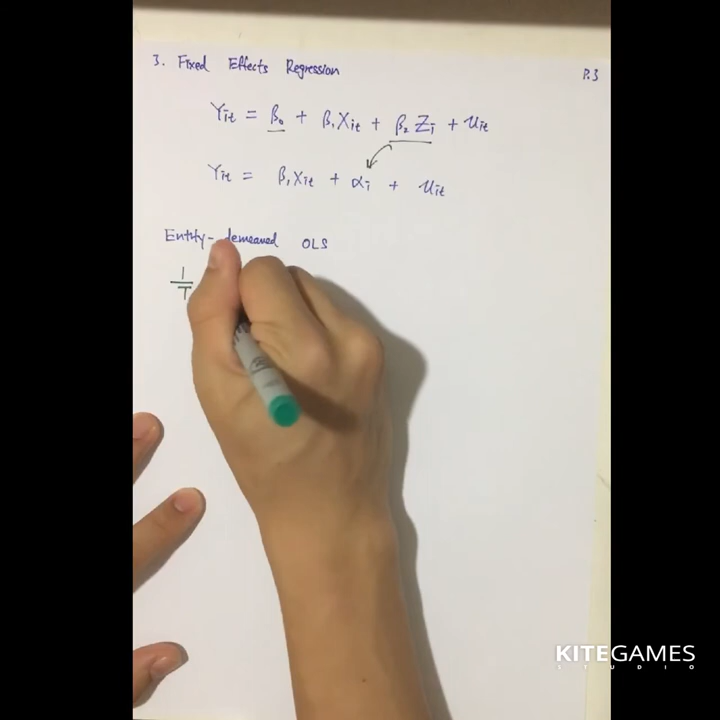 3. Fixed Effects Regression P.3
Yit = β₀ + β₁Xit + β₂Zi + uit
Yit = β₁Xit + αi + uit
Entity-demeaned OLS
1/T
KITEGAMES
STUDIO